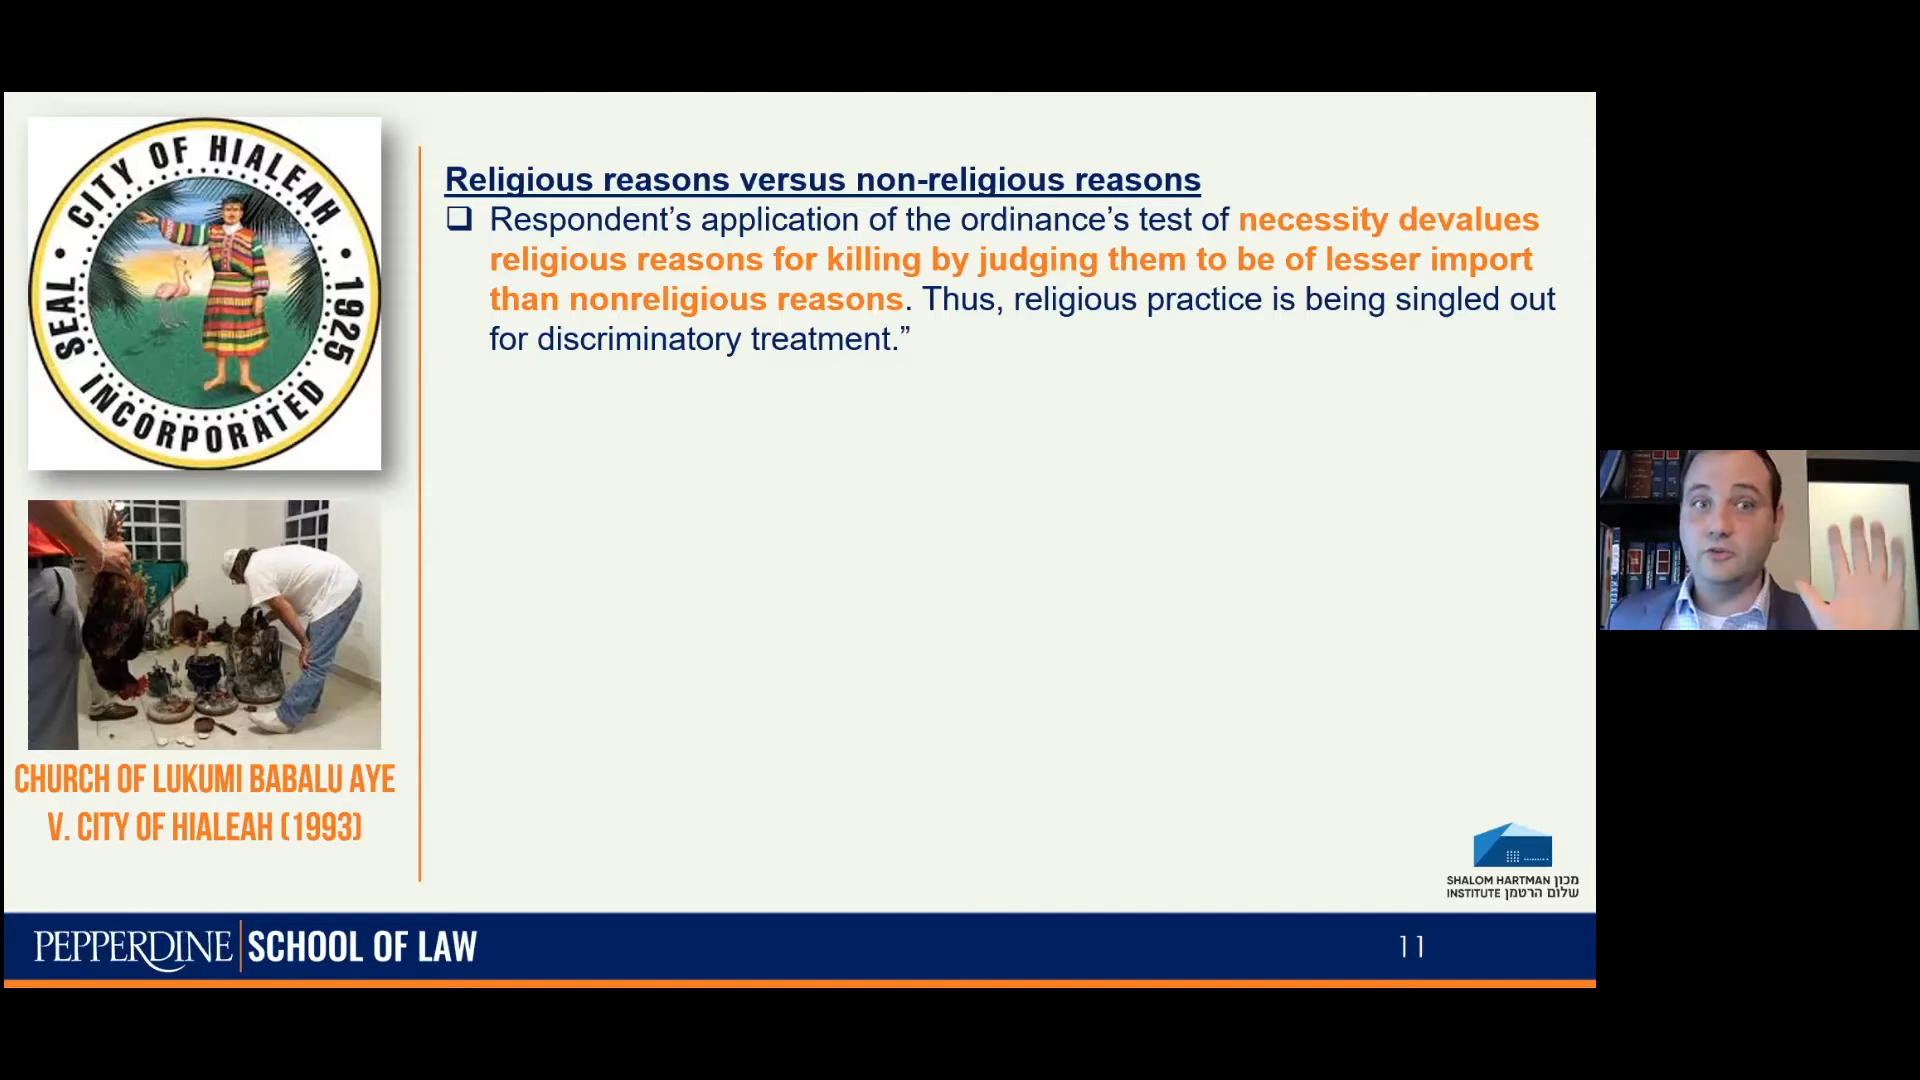 CITY OF HIALEAH
SEAL • INCORPORATED • 1925
Religious reasons versus non-religious reasons
❑ Respondent’s application of the ordinance’s test of necessity devalues
religious reasons for killing by judging them to be of lesser import
than nonreligious reasons. Thus, religious practice is being singled out
for discriminatory treatment.”
CHURCH OF LUKUMI BABALU AYE
V. CITY OF HIALEAH (1993)
SHALOM HARTMAN מכון
INSTITUTE שלום הרטמן
PEPPERDINE | SCHOOL OF LAW
11